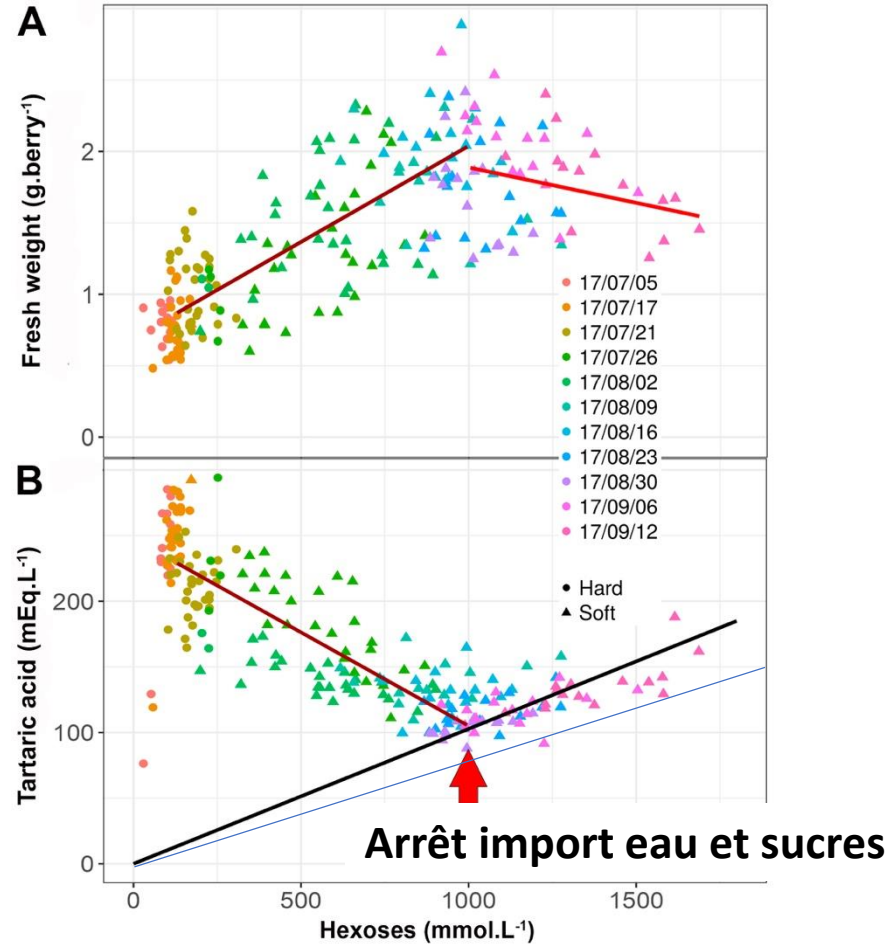 A
Fresh weight (g.berry⁻¹)
2
1
0
17/07/05
17/07/17
17/07/21
17/07/26
17/08/02
17/08/09
17/08/16
17/08/23
17/08/30
17/09/06
17/09/12
Hard
Soft
B
Tartaric acid (mEq.L⁻¹)
200
100
0
Arrêt import eau et sucres
0
500
1000
1500
Hexoses (mmol.L⁻¹)